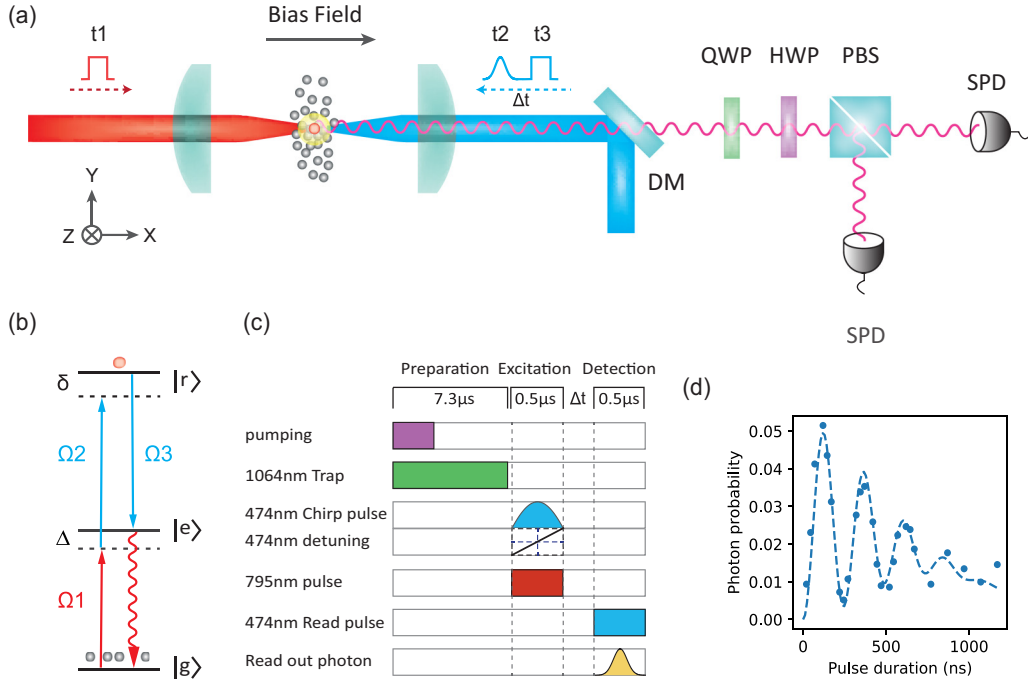 (a)
Bias Field
t1
t2 t3
Δt
QWP HWP PBS
SPD
DM
Y
Z X
SPD
(b)
δ
|r⟩
Ω2 Ω3
|e⟩
Δ
Ω1
|g⟩
(c)
Preparation Excitation Detection
7.3μs 0.5μs Δt 0.5μs
pumping
1064nm Trap
474nm Chirp pulse
474nm detuning
795nm pulse
474nm Read pulse
Read out photon
(d)
Photon probability
0.05
0.04
0.03
0.02
0.01
0.00
0 500 1000
Pulse duration (ns)